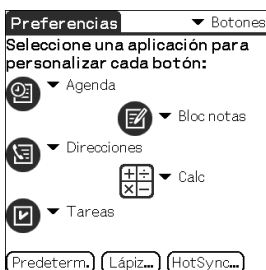 Preferencias
Botones
Seleccione una aplicación para
personalizar cada botón:
Agenda
Bloc notas
Direcciones
Calc
Tareas
Predeterm. Lápiz... HotSync...